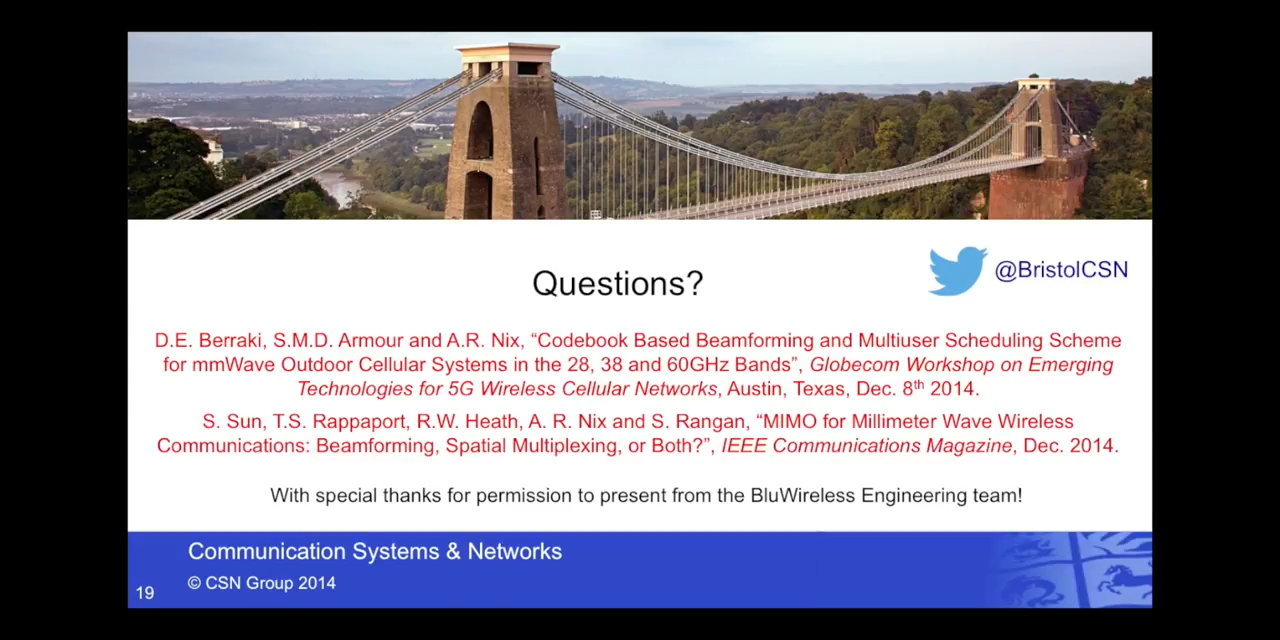 @BristolCSN
Questions?
D.E. Berraki, S.M.D. Armour and A.R. Nix, “Codebook Based Beamforming and Multiuser Scheduling Scheme
for mmWave Outdoor Cellular Systems in the 28, 38 and 60GHz Bands”, Globecom Workshop on Emerging
Technologies for 5G Wireless Cellular Networks, Austin, Texas, Dec. 8th 2014.
S. Sun, T.S. Rappaport, R.W. Heath, A. R. Nix and S. Rangan, “MIMO for Millimeter Wave Wireless
Communications: Beamforming, Spatial Multiplexing, or Both?”, IEEE Communications Magazine, Dec. 2014.
With special thanks for permission to present from the BluWireless Engineering team!
Communication Systems & Networks
© CSN Group 2014
19